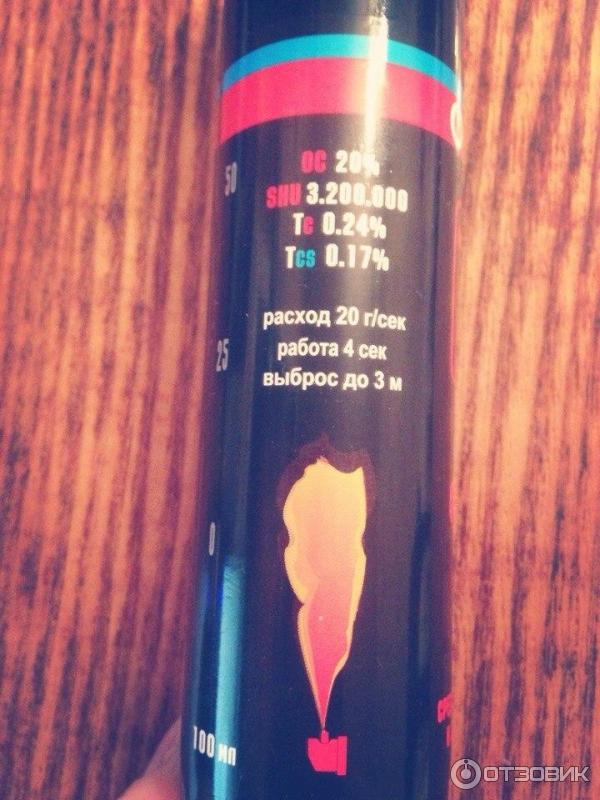 50
OC 20%
SHU 3.200.000
Tc 0.24%
Tcs 0.17%
расход 20 г/сек
25
работа 4 сек
выброс до 3 м
0
100 мл
ОТЗОВИК